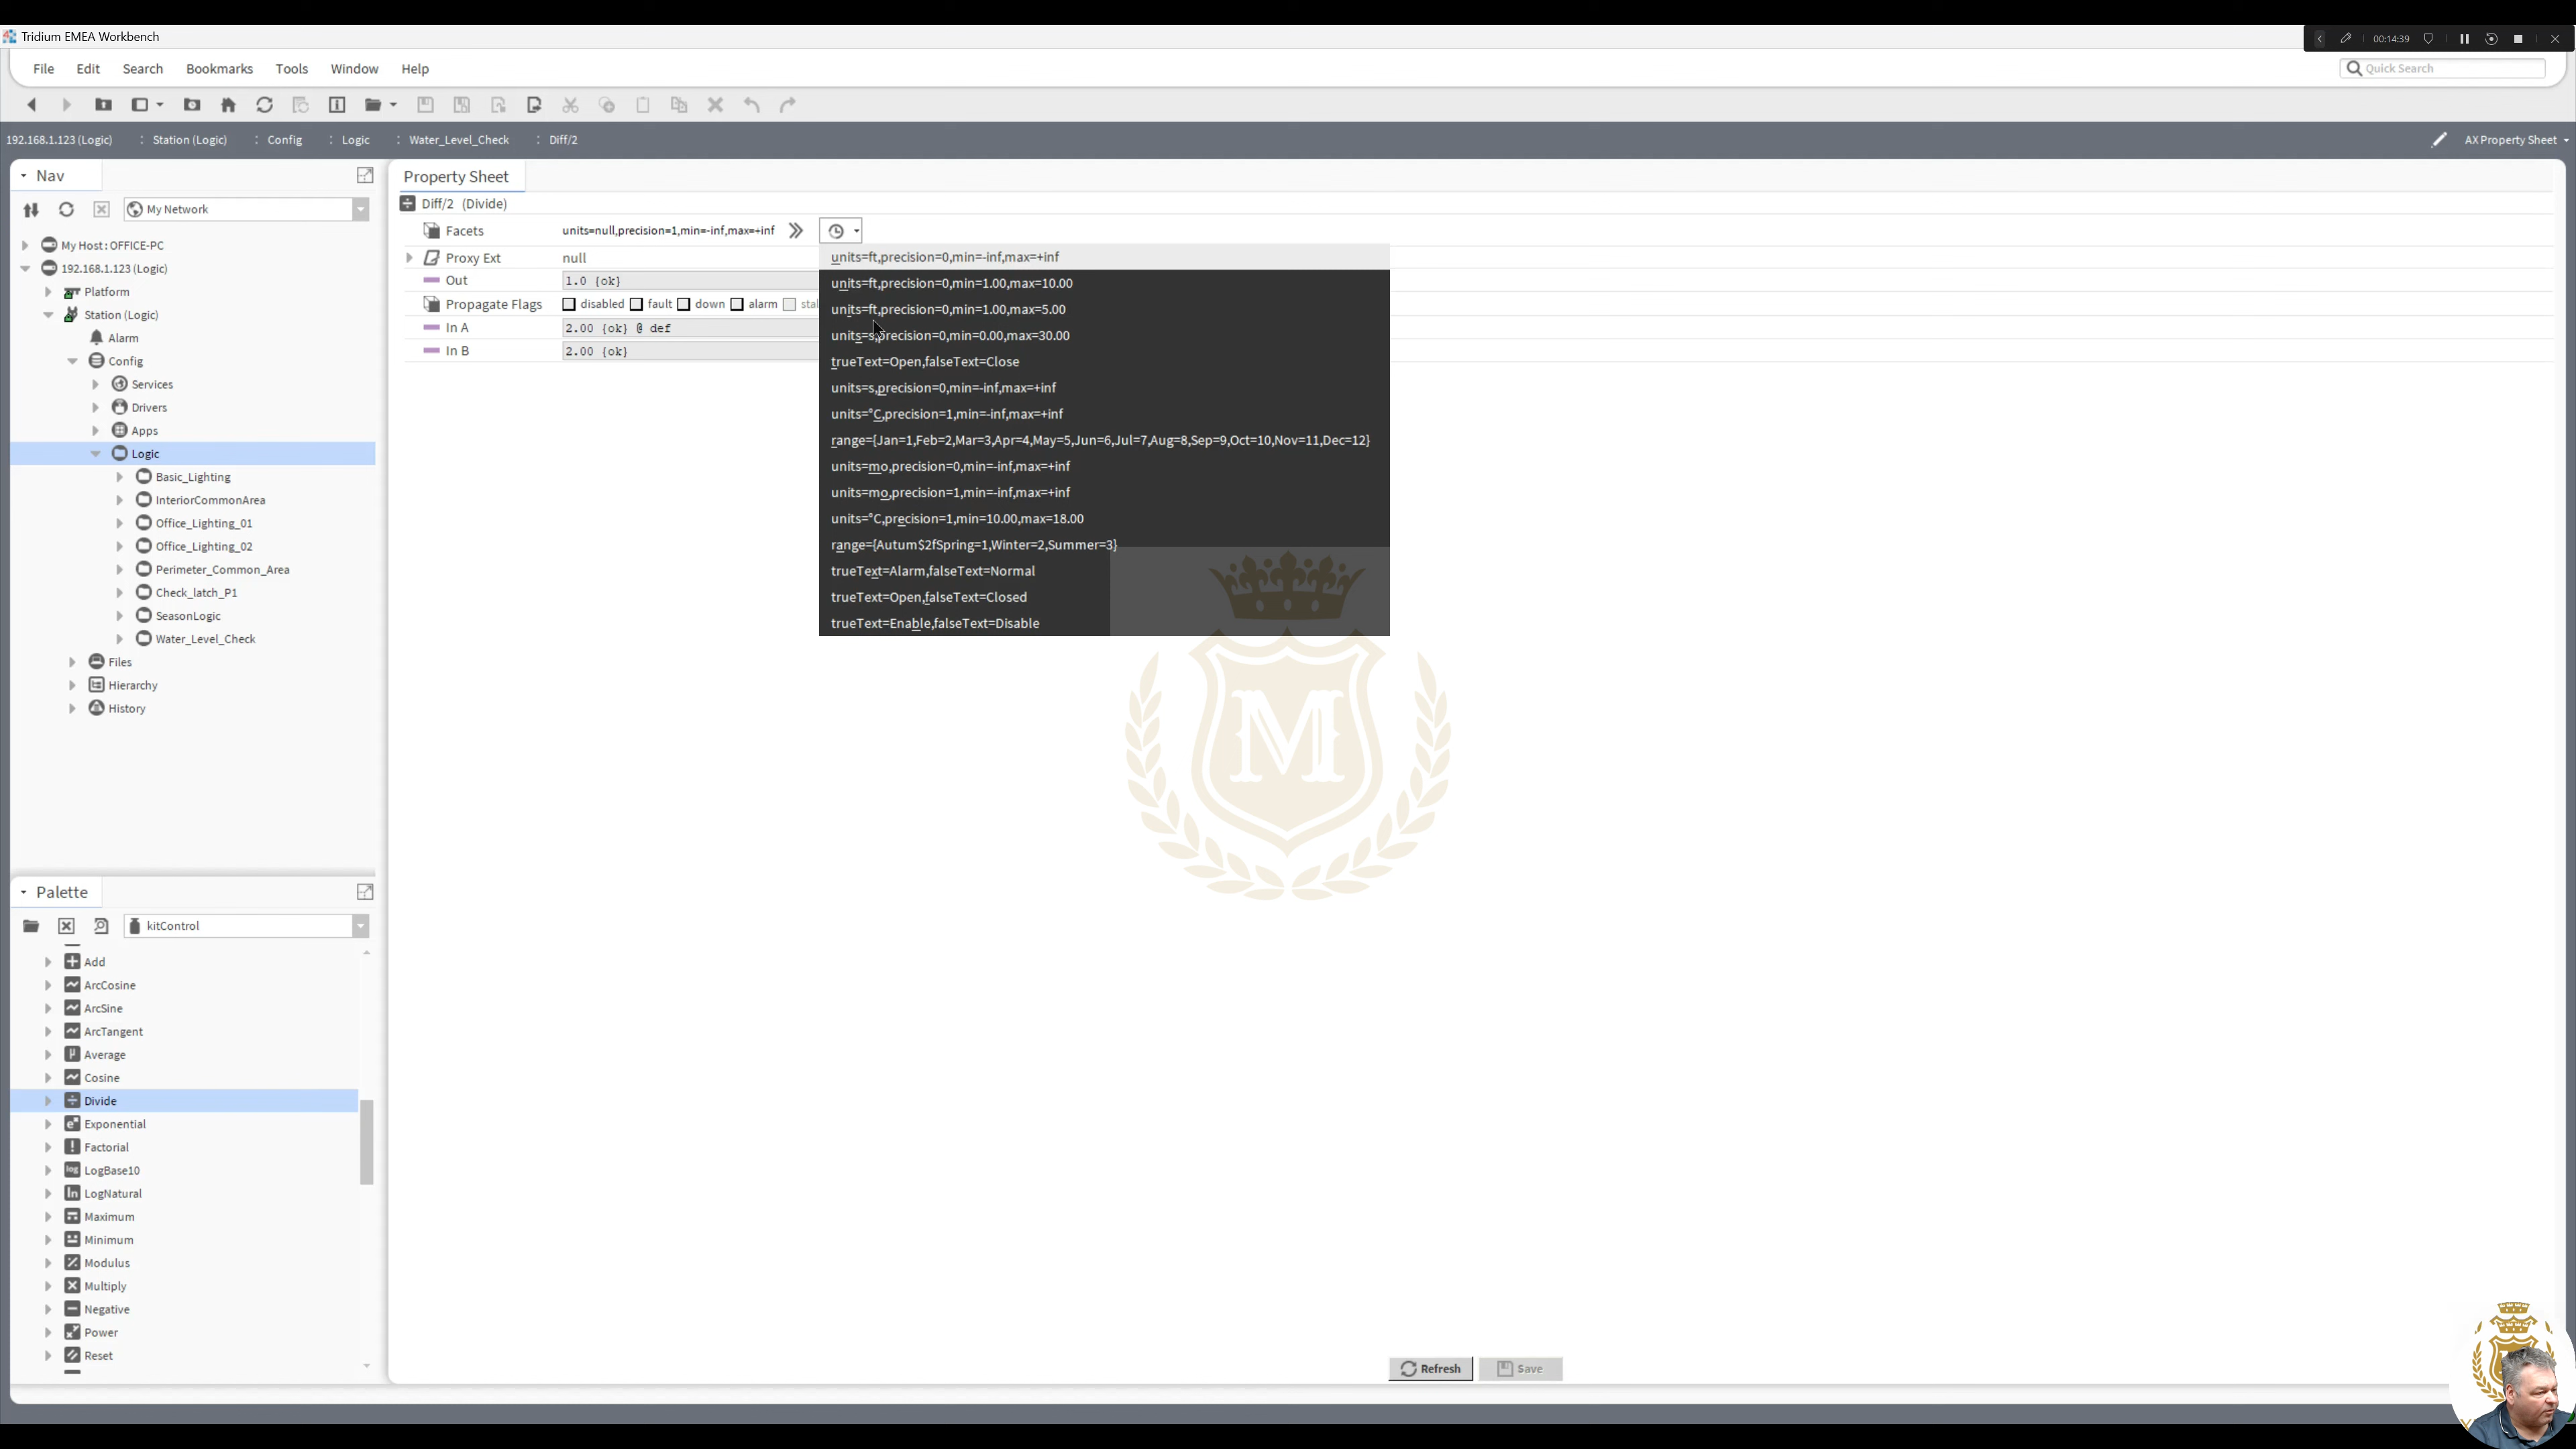 Tridium EMEA Workbench
00:14:39
File Edit Search Bookmarks Tools Window Help
Quick Search
192.168.1.123 (Logic) : Station (Logic) : Config : Logic : Water_Level_Check : Diff/2
AX Property Sheet
Nav
My Network
My Host : OFFICE-PC
192.168.1.123 (Logic)
Platform
Station (Logic)
Alarm
Config
Services
Drivers
Apps
Logic
Basic_Lighting
InteriorCommonArea
Office_Lighting_01
Office_Lighting_02
Perimeter_Common_Area
Check_latch_P1
SeasonLogic
Water_Level_Check
Files
Hierarchy
History
Palette
kitControl
Add
ArcCosine
ArcSine
ArcTangent
Average
Cosine
Divide
Exponential
Factorial
LogBase10
LogNatural
Maximum
Minimum
Modulus
Multiply
Negative
Power
Reset
Property Sheet
Diff/2 (Divide)
Facets units=null,precision=1,min=-inf,max=+inf
Proxy Ext null
Out 1.0 {ok}
Propagate Flags disabled fault down alarm
In A 2.00 {ok} @ def
In B 2.00 {ok}
units=ft,precision=0,min=-inf,max=+inf
units=ft,precision=0,min=1.00,max=10.00
units=ft,precision=0,min=1.00,max=5.00
units=s,precision=0,min=0.00,max=30.00
trueText=Open,falseText=Close
units=s,precision=0,min=-inf,max=+inf
units=°C,precision=1,min=-inf,max=+inf
range={Jan=1,Feb=2,Mar=3,Apr=4,May=5,Jun=6,Jul=7,Aug=8,Sep=9,Oct=10,Nov=11,Dec=12}
units=mo,precision=0,min=-inf,max=+inf
units=mo,precision=1,min=-inf,max=+inf
units=°C,precision=1,min=10.00,max=18.00
range={Autum$2fSpring=1,Winter=2,Summer=3}
trueText=Alarm,falseText=Normal
trueText=Open,falseText=Closed
trueText=Enable,falseText=Disable
M
Refresh Save